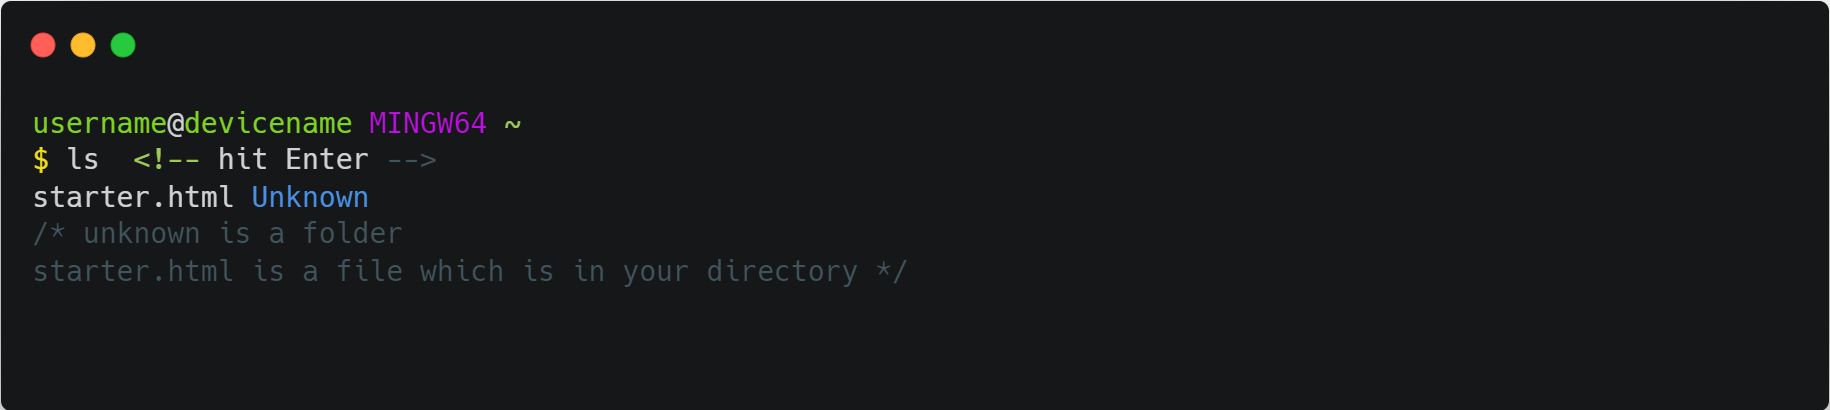 username@devicename MINGW64 ~
$ ls  <!-- hit Enter -->
starter.html Unknown
/* unknown is a folder
starter.html is a file which is in your directory */